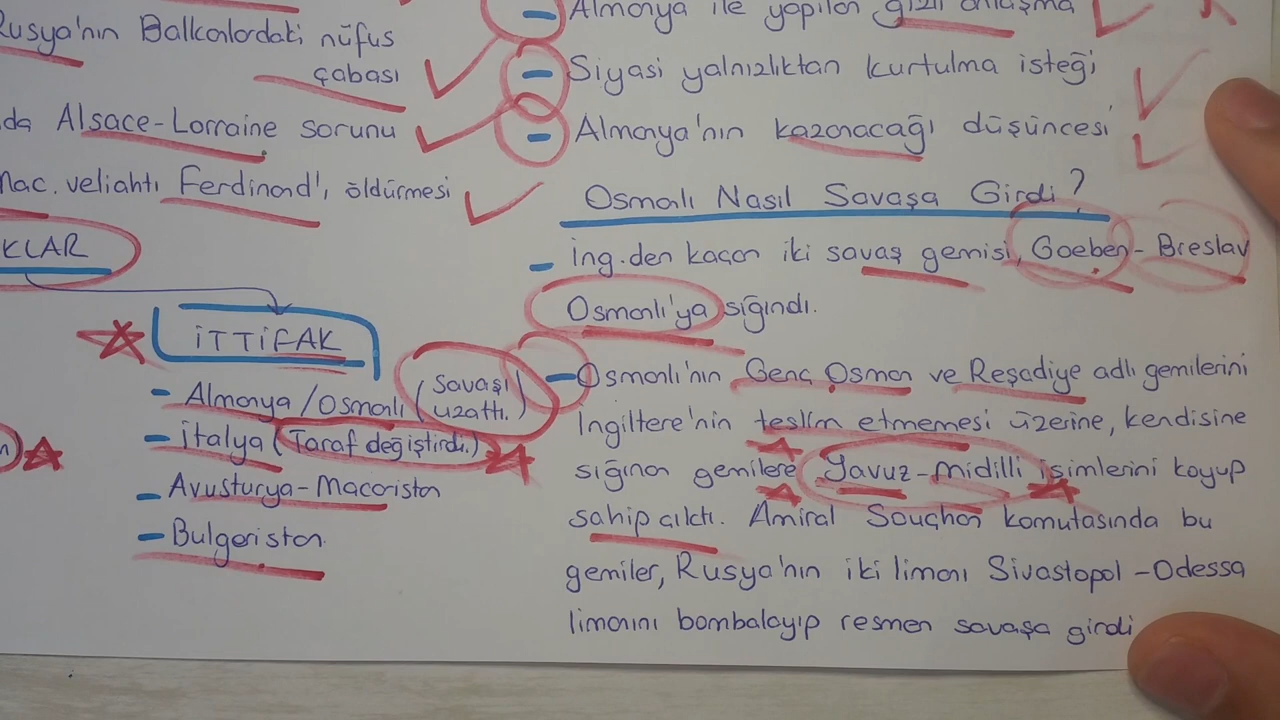 Rusya'nın Balkanlardaki nüfus
çabası
da Alsace-Lorraine sorunu
Mac. veliahtı Ferdinand'ı öldürmesi
KLAR
İTTİFAK
- Almanya / Osmanlı (Savaşı uzattı.)
- İtalya (Taraf değiştirdi.)
- Avusturya-Macaristan
- Bulgaristan
- Almanya ile yapılan gizli anlaşma
- Siyasi yalnızlıktan kurtulma isteği
- Almanya'nın kazanacağı düşüncesi
Osmanlı Nasıl Savaşa Girdi?
- İng.den kaçan iki savaş gemisi, Goeben-Breslav
Osmanlı'ya sığındı.
- Osmanlı'nın Genç Osman ve Reşadiye adlı gemilerini
İngiltere'nin teslim etmemesi üzerine, kendisine
sığınan gemilere Yavuz-Midilli isimlerini koyup
sahip çıktı. Amiral Souchon komutasında bu
gemiler, Rusya'nın iki limanı Sivastopol-Odessa
limanını bombalayıp resmen savaşa girdi